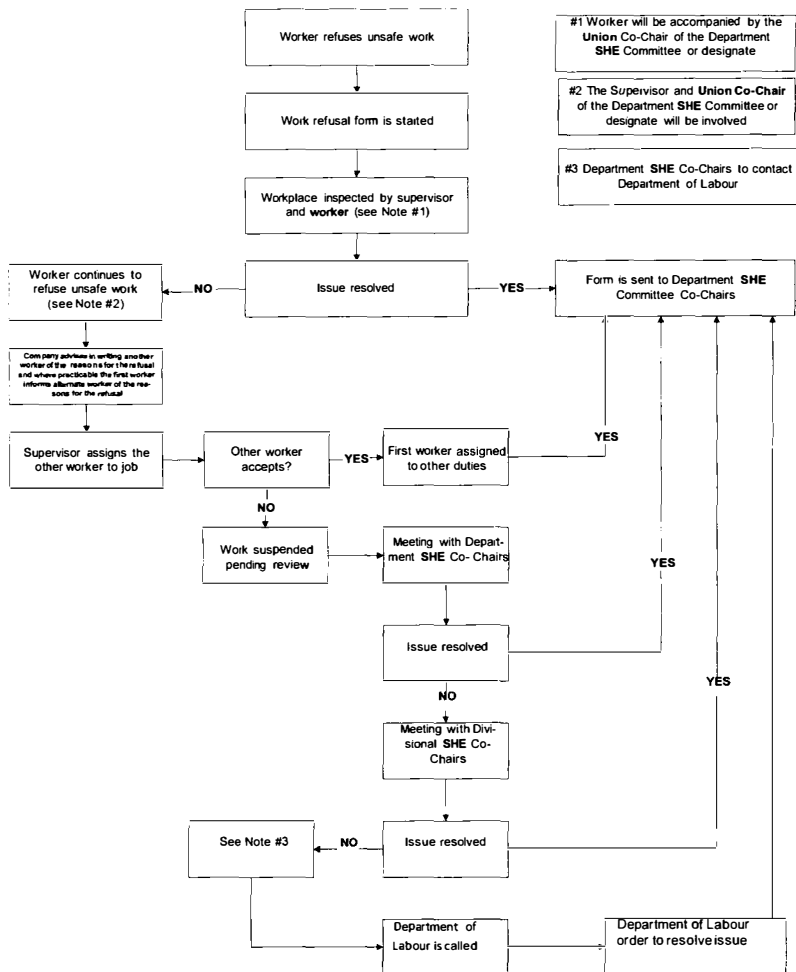 Worker refuses unsafe work
#1 Worker will be accompanied by the
Union Co-Chair of the Department
SHE Committee or designate
#2 The Supervisor and Union Co-Chair
of the Department SHE Committee or
designate will be involved
#3 Department SHE Co-Chairs to contact
Department of Labour
Work refusal form is started
Workplace inspected by supervisor
and worker (see Note #1)
Issue resolved
NO
YES
Worker continues to
refuse unsafe work
(see Note #2)
Form is sent to Department SHE
Committee Co-Chairs
Company advises in writing another
worker of the reasons for the refusal
and where practicable the first worker
informs alternate worker of the rea-
sons for the refusal
Supervisor assigns the
other worker to job
Other worker
accepts?
YES
First worker assigned
to other duties
YES
NO
Work suspended
pending review
Meeting with Depart-
ment SHE Co- Chairs
YES
Issue resolved
YES
NO
Meeting with Divi-
sional SHE Co-
Chairs
Issue resolved
NO
See Note #3
Department of
Labour is called
Department of Labour
order to resolve issue